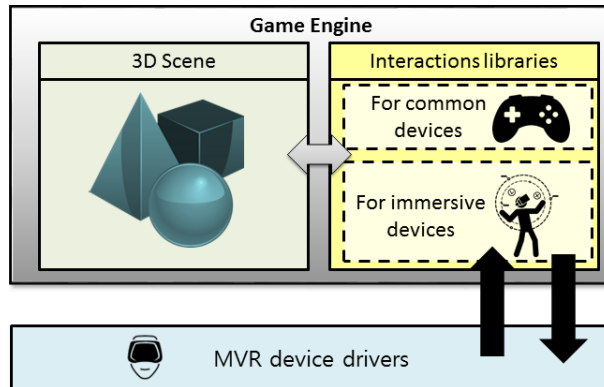 Game Engine
3D Scene
Interactions libraries
For common
devices
For immersive
devices
MVR device drivers